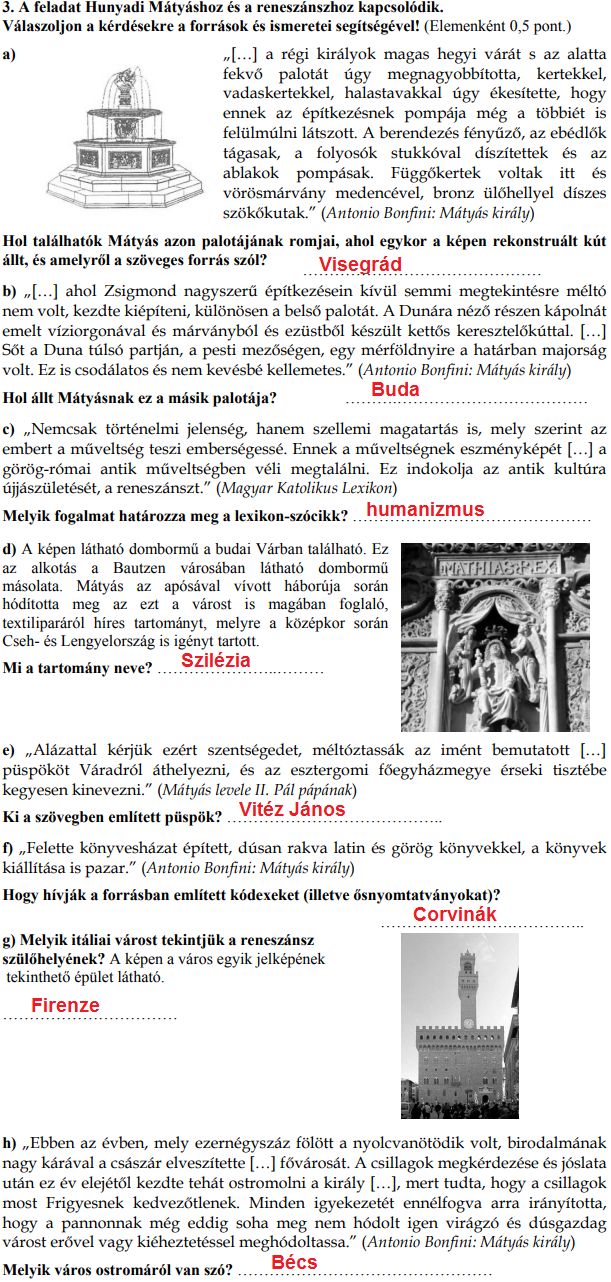 3. A feladat Hunyadi Mátyáshoz és a reneszánszhoz kapcsolódik.
Válaszoljon a kérdésekre a források és ismeretei segítségével! (Elemenként 0,5 pont.)
a)
„[…] a régi királyok magas hegyi várát s az alatta
fekvő palotát úgy megnagyobbította, kertekkel,
vadaskertekkel, halastavakkal úgy ékesítette, hogy
ennek az építkezésnek pompája még a többiét is
felülmúlni látszott. A berendezés fényűző, az ebédlők
tágasak, a folyosók stukkóval díszítettek és az
ablakok pompásak. Függőkertek voltak itt és
vörösmárvány medencével, bronz ülőhellyel díszes
szökőkutak.” (Antonio Bonfini: Mátyás király)
Hol találhatók Mátyás azon palotájának romjai, ahol egykor a képen rekonstruált kút
állt, és amelyről a szöveges forrás szól? Visegrád
b) „[…] ahol Zsigmond nagyszerű építkezésein kívül semmi megtekintésre méltó
nem volt, kezdte kiépíteni, különösen a belső palotát. A Dunára néző részen kápolnát
emelt víziorgonával és márványból és ezüstből készült kettős keresztelőkúttal. […]
Sőt a Duna túlsó partján, a pesti mezőségen, egy mérföldnyire a határban majorság
volt. Ez is csodálatos és nem kevésbé kellemetes.” (Antonio Bonfini: Mátyás király)
Hol állt Mátyásnak ez a másik palotája? Buda
c) „Nemcsak történelmi jelenség, hanem szellemi magatartás is, mely szerint az
embert a műveltség teszi emberségessé. Ennek a műveltségnek eszményképét […] a
görög-római antik műveltségben véli megtalálni. Ez indokolja az antik kultúra
újjászületését, a reneszánszt.” (Magyar Katolikus Lexikon)
Melyik fogalmat határozza meg a lexikon-szócikk? humanizmus
d) A képen látható dombormű a budai Várban található. Ez
az alkotás a Bautzen városában látható dombormű
másolata. Mátyás az apósával vívott háborúja során
hódította meg az ezt a várost is magában foglaló,
textiliparáról híres tartományt, melyre a középkor során
Cseh- és Lengyelország is igényt tartott.
Mi a tartomány neve? Szilézia
MATHIAS REX
e) „Alázattal kérjük ezért szentségedet, méltóztassák az imént bemutatott […]
püspököt Váradról áthelyezni, és az esztergomi főegyházmegye érseki tisztébe
kegyesen kinevezni.” (Mátyás levele II. Pál pápának)
Ki a szövegben említett püspök? Vitéz János
f) „Felette könyvesházat épített, dúsan rakva latin és görög könyvekkel, a könyvek
kiállítása is pazar.” (Antonio Bonfini: Mátyás király)
Hogy hívják a forrásban említett kódexeket (illetve ősnyomtatványokat)?
Corvinák
g) Melyik itáliai várost tekintjük a reneszánsz
szülőhelyének? A képen a város egyik jelképének
tekinthető épület látható.
Firenze
h) „Ebben az évben, mely ezernégyszáz fölött a nyolcvanötödik volt, birodalmának
nagy kárával a császár elveszítette […] fővárosát. A csillagok megkérdezése és jóslata
után ez év elejétől kezdte tehát ostromolni a király […], mert tudta, hogy a csillagok
most Frigyesnek kedvezőtlenek. Minden igyekezetét ennélfogva arra irányította,
hogy a pannonnak még eddig soha meg nem hódolt igen virágzó és dúsgazdag
várost erővel vagy kiéheztetéssel meghódoltassa.” (Antonio Bonfini: Mátyás király)
Melyik város ostromáról van szó? Bécs